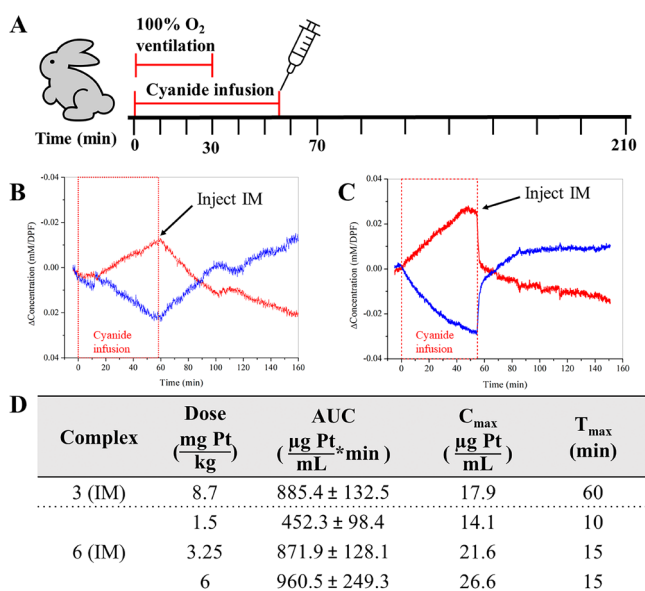 A
100% O2
ventilation
Cyanide infusion
Time (min)
0
30
70
210
B
-0.04
-0.02
0.00
0.02
0.04
ΔConcentration (mM/DPF)
Inject IM
Cyanide
infusion
0 20 40 60 80 100 120 140 160
Time (min)
C
0.04
0.02
0.00
-0.02
-0.04
ΔConcentration (mM/DPF)
Inject IM
Cyanide
infusion
0 20 40 60 80 100 120 140 160
Time (min)
D
Complex Dose (mg Pt/kg) AUC (µg Pt/mL*min) Cmax (µg Pt/mL) Tmax (min)
3 (IM) 8.7 885.4 ± 132.5 17.9 60
1.5 452.3 ± 98.4 14.1 10
6 (IM) 3.25 871.9 ± 128.1 21.6 15
6 960.5 ± 249.3 26.6 15